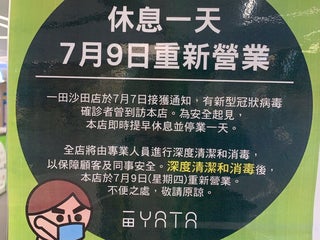 休息一天
7月9日重新營業
一田沙田店於7月7日接獲通知，有新型冠狀病毒
確診者曾到訪本店。為安全起見，
本店即時提早休息並停業一天。
全店將由專業人員進行深度清潔和消毒，
以保障顧客及同事安全。深度清潔和消毒後，
本店於7月9日(星期四)重新營業。
不便之處，敬請原諒。
一田 YATA